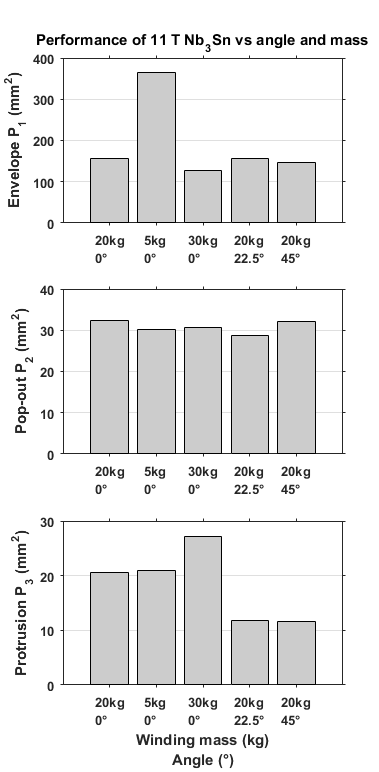 Performance of 11 T Nb3Sn vs angle and mass
Envelope P1 (mm2)
400
300
200
100
0
20kg 5kg 30kg 20kg 20kg
0° 0° 0° 22.5° 45°
Pop-out P2 (mm2)
40
30
20
10
0
20kg 5kg 30kg 20kg 20kg
0° 0° 0° 22.5° 45°
Protrusion P3 (mm2)
30
20
10
0
20kg 5kg 30kg 20kg 20kg
0° 0° 0° 22.5° 45°
Winding mass (kg)
Angle (°)